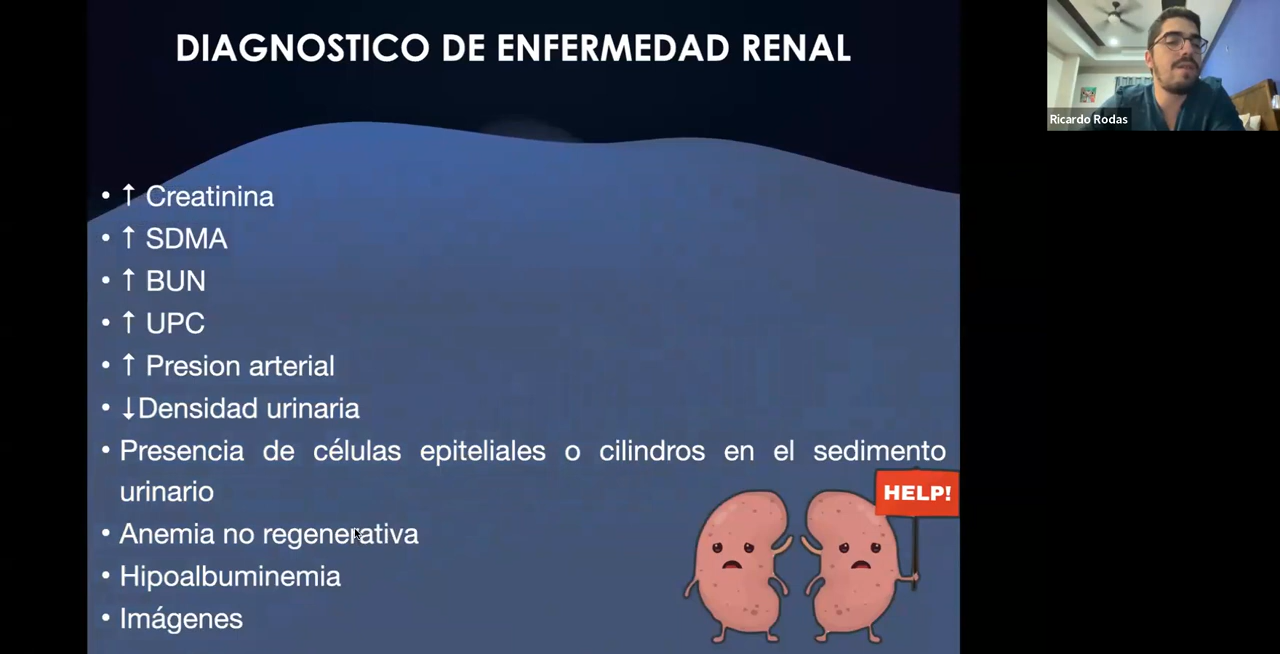 DIAGNOSTICO DE ENFERMEDAD RENAL
Ricardo Rodas
• ↑ Creatinina
• ↑ SDMA
• ↑ BUN
• ↑ UPC
• ↑ Presion arterial
• ↓Densidad urinaria
• Presencia de células epiteliales o cilindros en el sedimento
urinario
HELP!
• Anemia no regenerativa
• Hipoalbuminemia
• Imágenes